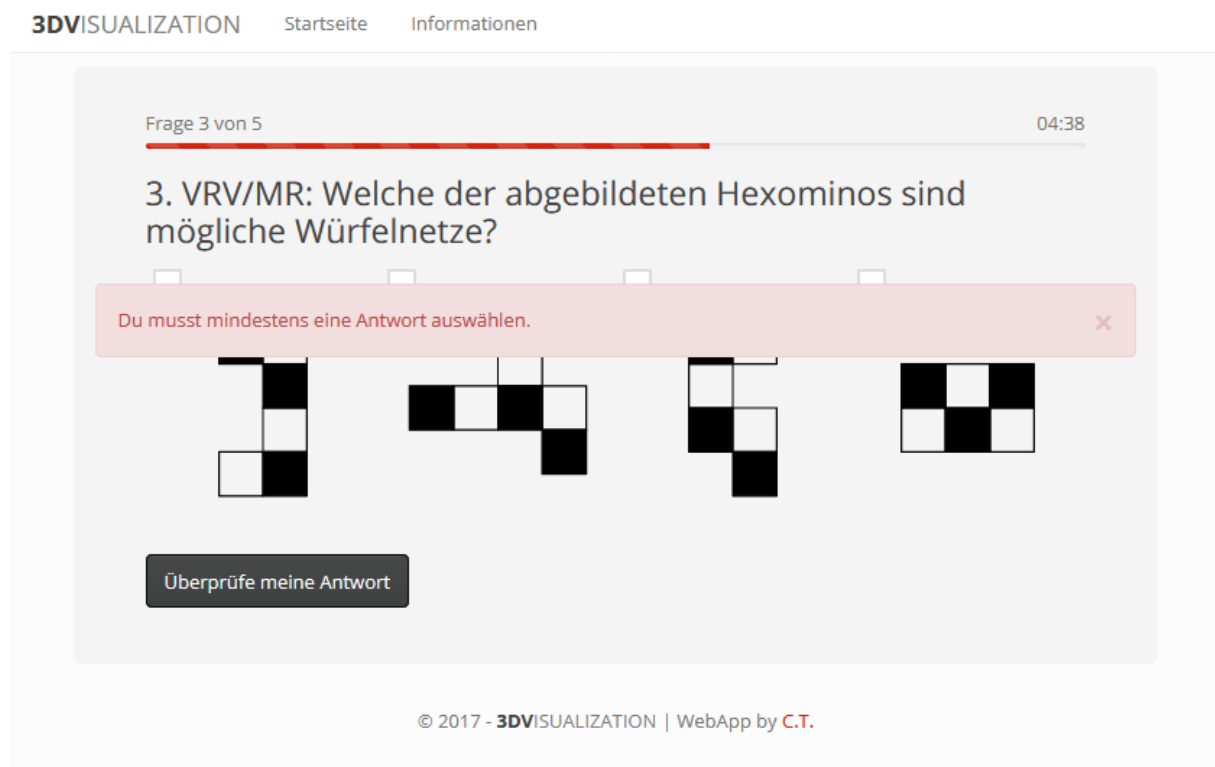 3DVISUALIZATION Startseite Informationen
Frage 3 von 5 04:38
3. VRV/MR: Welche der abgebildeten Hexominos sind
mögliche Würfelnetze?
Du musst mindestens eine Antwort auswählen. ×
Überprüfe meine Antwort
© 2017 - 3DVISUALIZATION | WebApp by C.T.